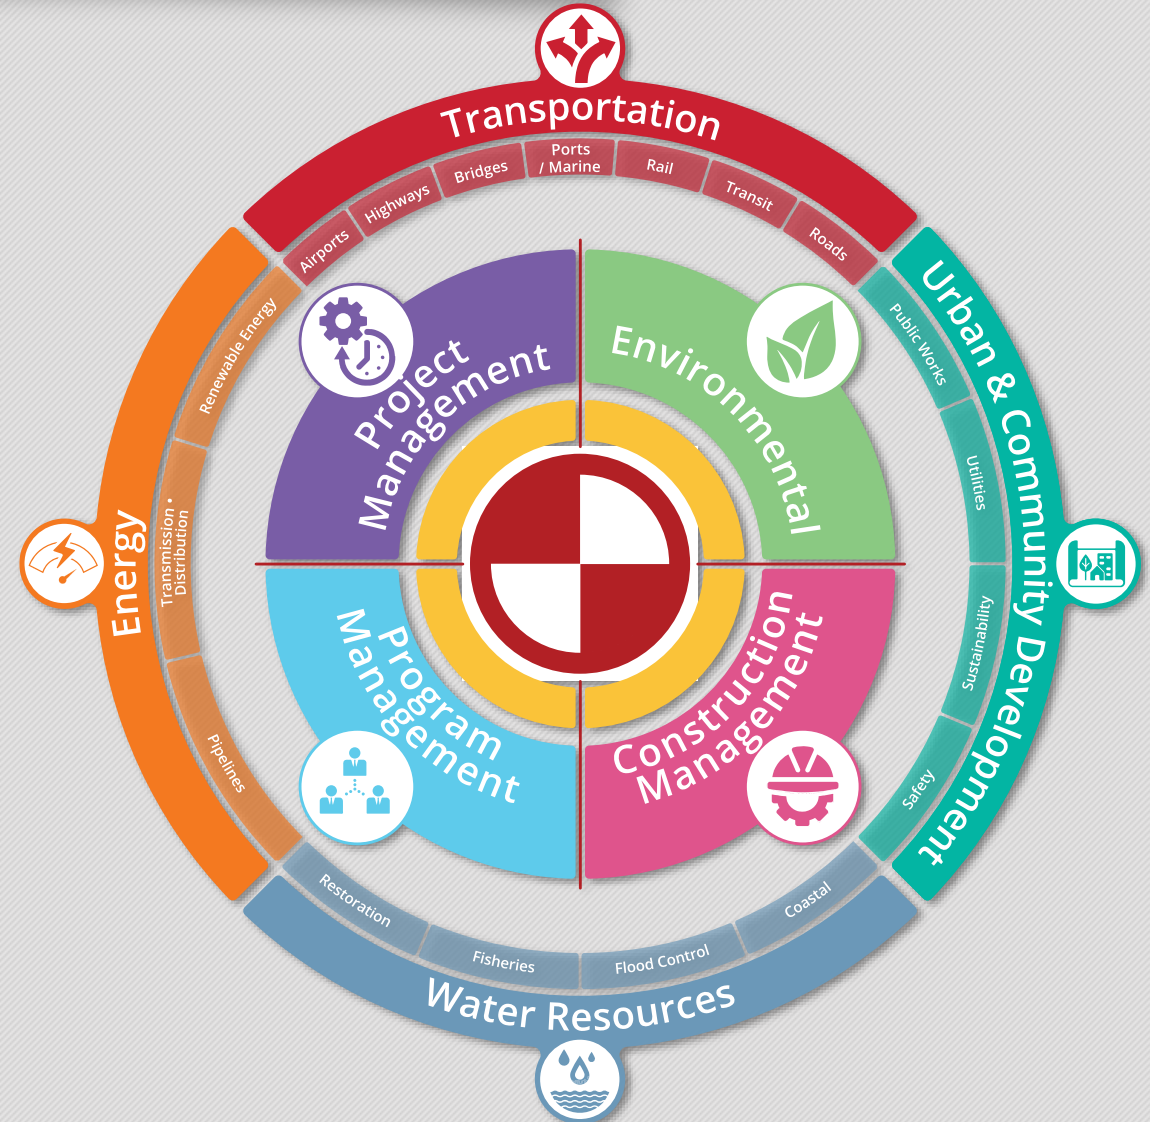 Transportation
Airports
Highways
Bridges
Ports
/ Marine
Rail
Transit
Roads
Urban & Community Development
Public Works
Utilities
Sustainability
Safety
Water Resources
Restoration
Fisheries
Flood Control
Coastal
Energy
Renewable Energy
Transmission •
Distribution
Pipelines
Project
Management
Environmental
Program
Management
Construction
Management